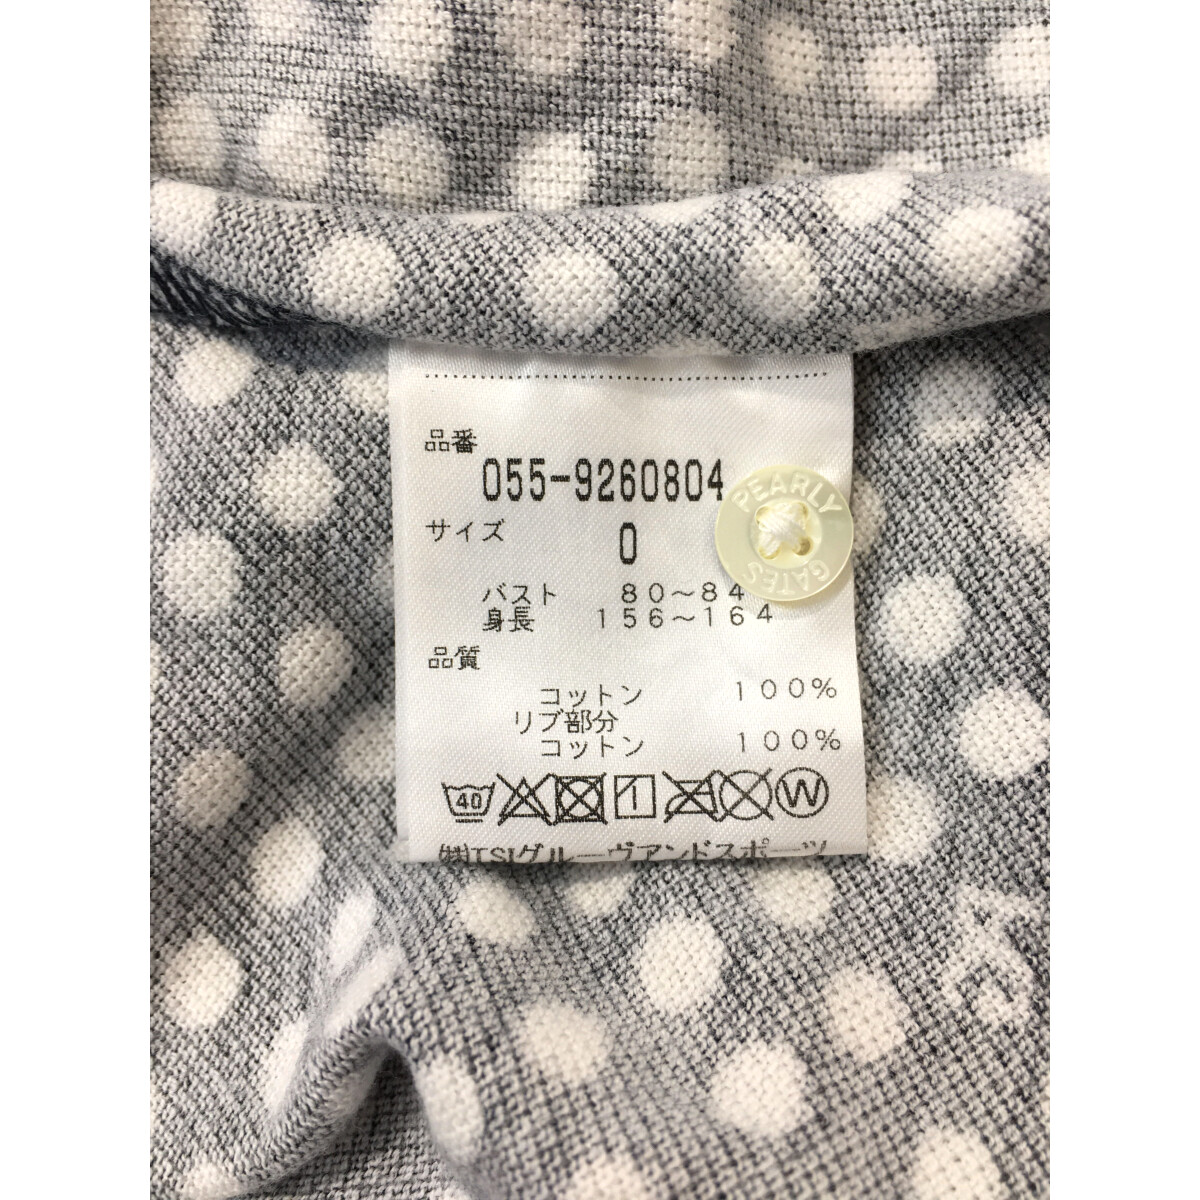 品番
055-9260804
サイズ 0
バスト 80～84
身長 156～164
品質
コットン 100%
リブ部分
コットン 100%
40 1 W
㈱TSIグルーヴアンドスポーツ
PEARLY GATES